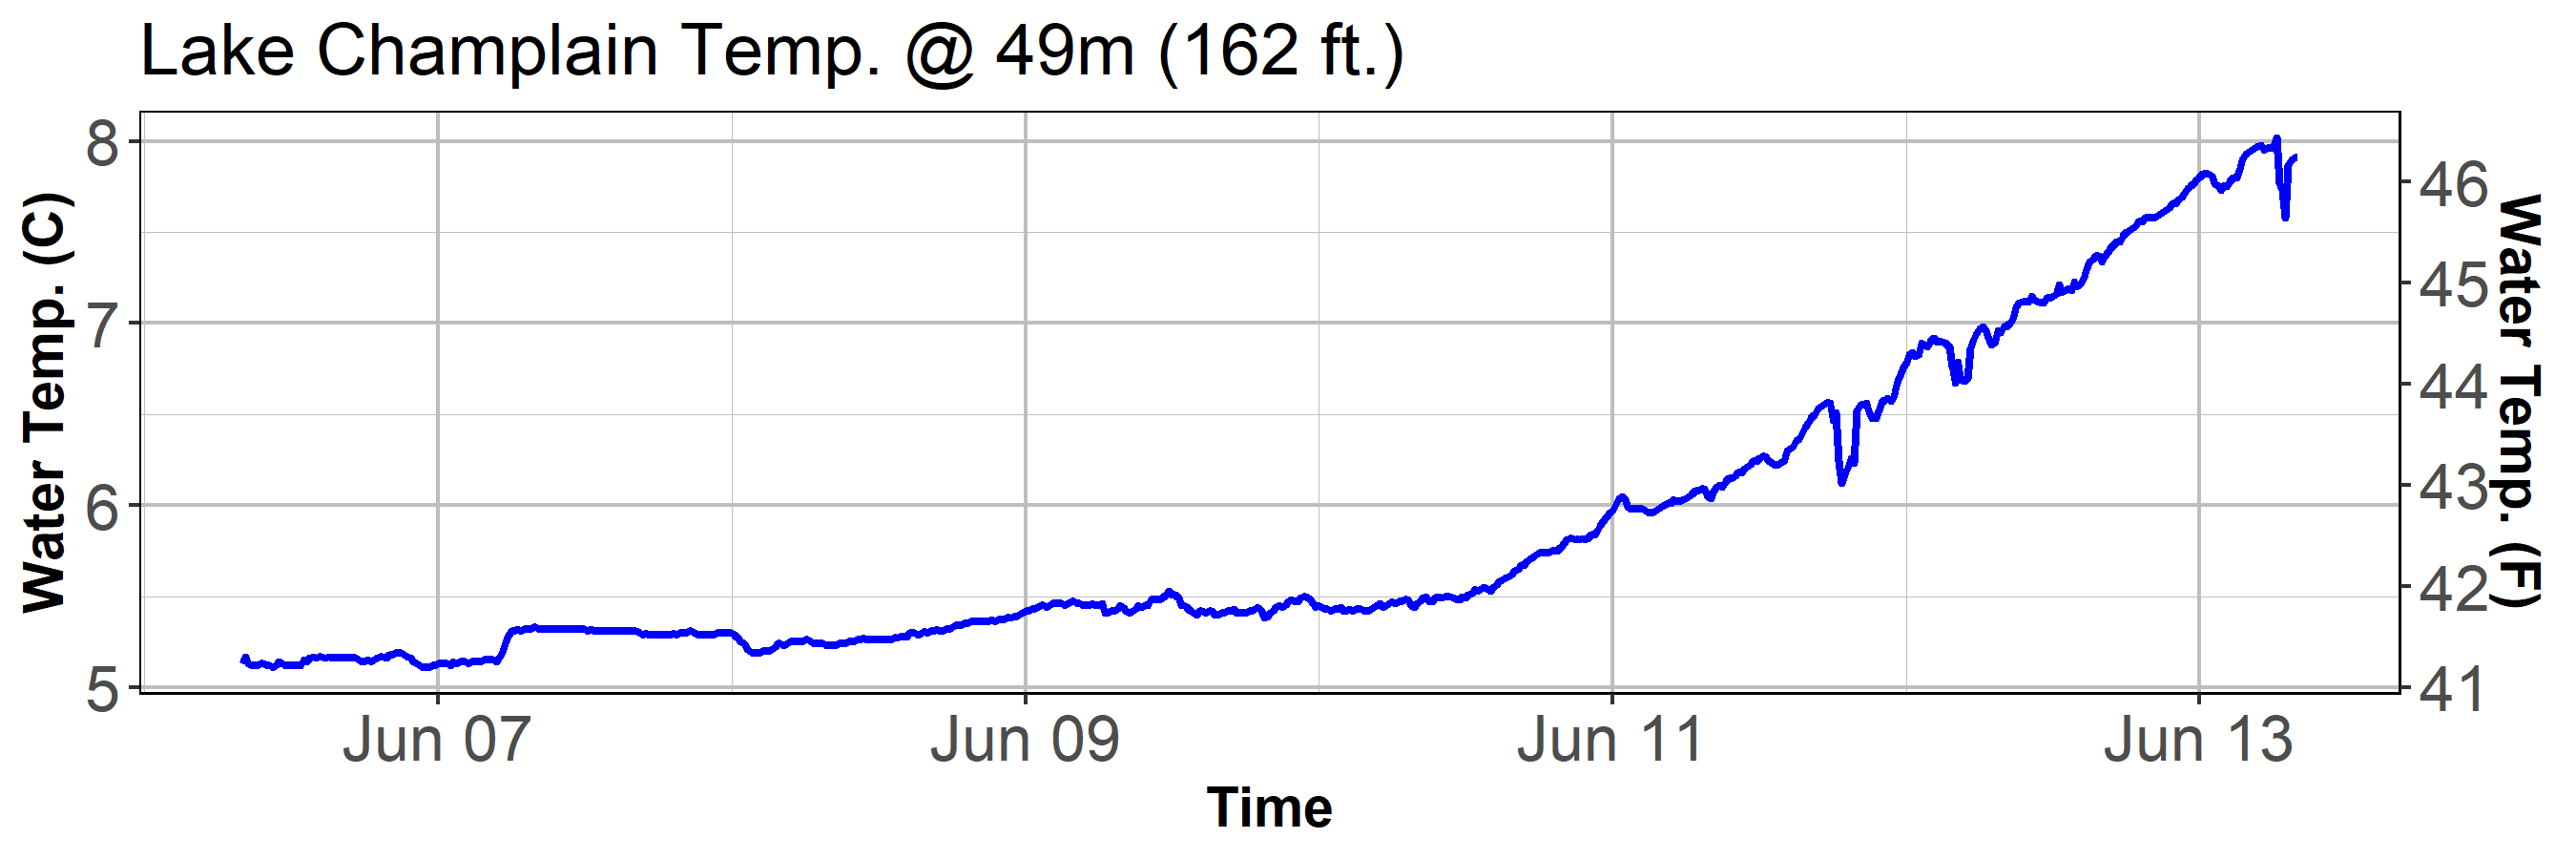 Lake Champlain Temp. @ 49m (162 ft.)
Water Temp. (C)
8
7
6
5
46
45
44
43
42
41
Water Temp. (F)
Jun 07 Jun 09 Jun 11 Jun 13
Time